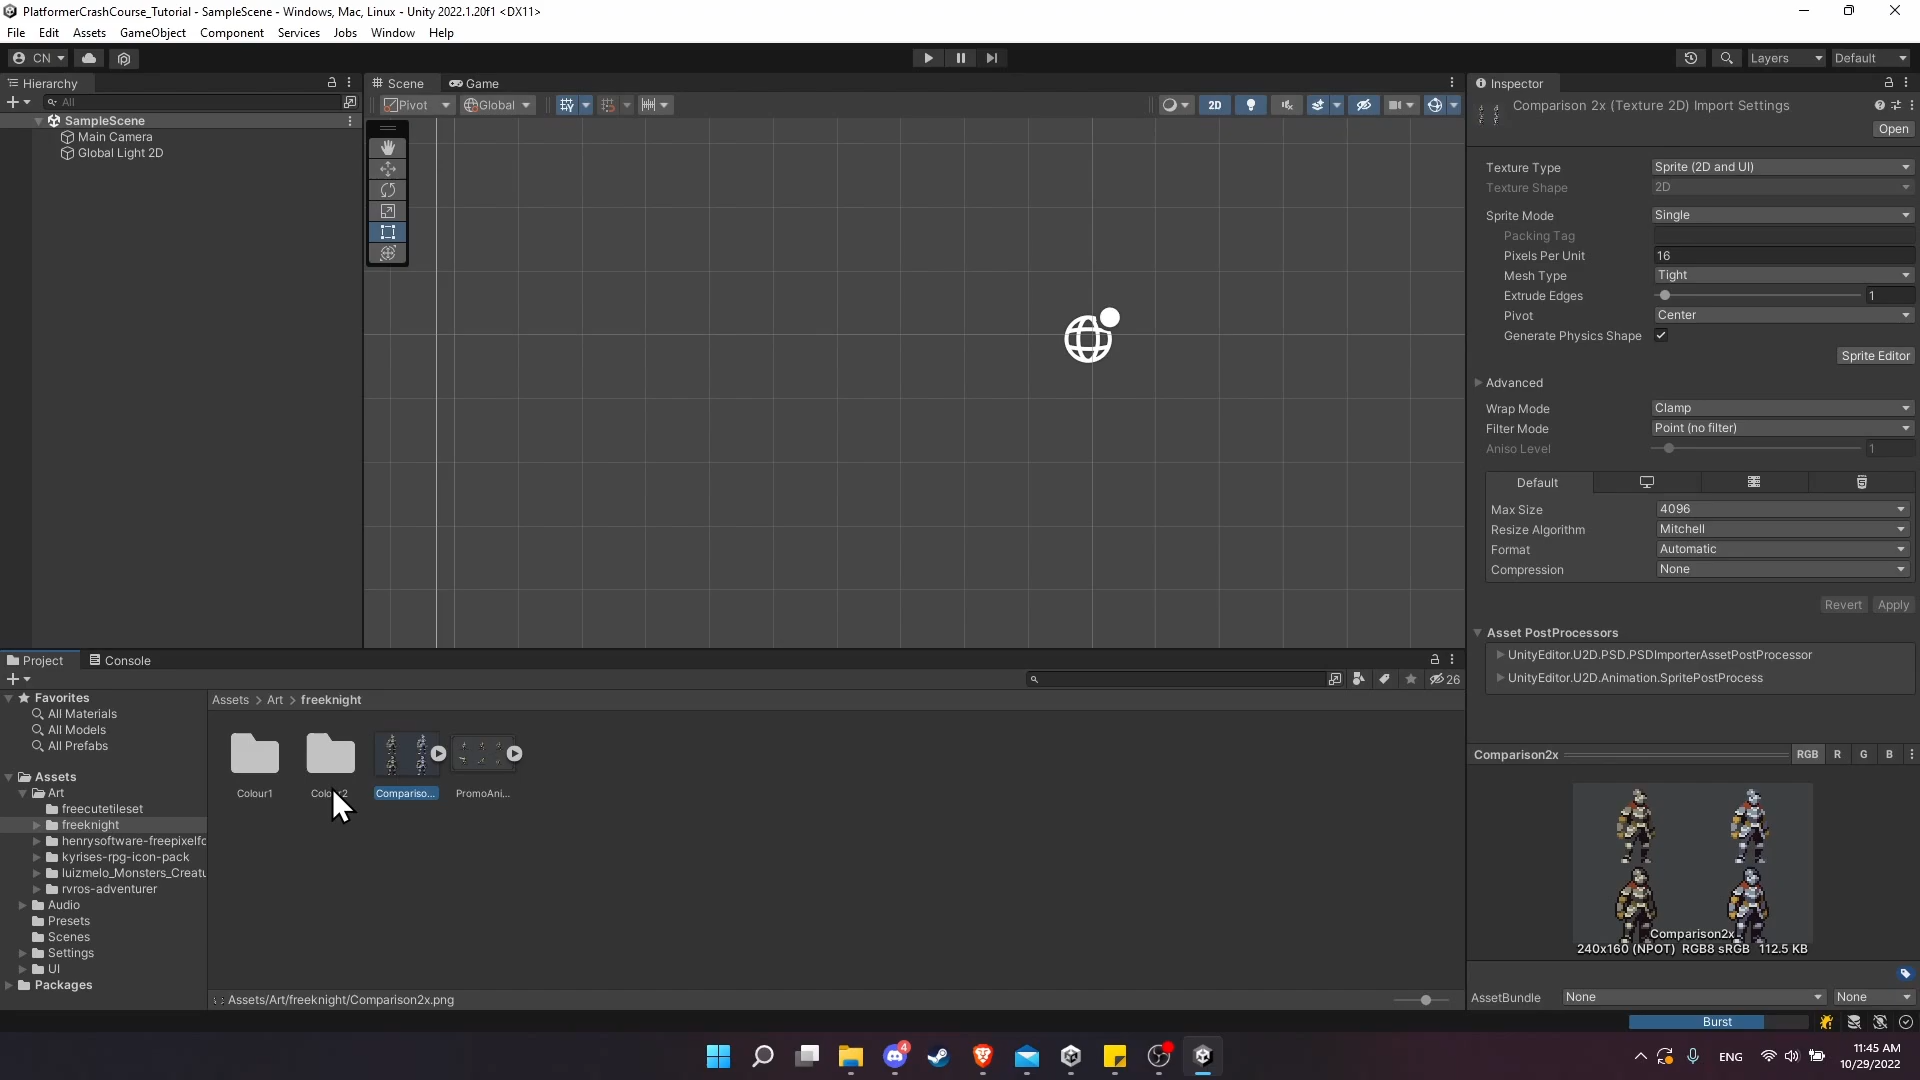 PlatformerCrashCourse_Tutorial - SampleScene - Windows, Mac, Linux - Unity 2022.1.20f1 <DX11>
File Edit Assets GameObject Component Services Jobs Window Help
CN Layers Default
Hierarchy
All
SampleScene
Main Camera
Global Light 2D
Scene Game
Pivot Global 2D
Inspector
Comparison 2x (Texture 2D) Import Settings
Open
Texture Type Sprite (2D and UI)
Texture Shape 2D
Sprite Mode Single
Packing Tag
Pixels Per Unit 16
Mesh Type Tight
Extrude Edges 1
Pivot Center
Generate Physics Shape
Sprite Editor
Advanced
Wrap Mode Clamp
Filter Mode Point (no filter)
Aniso Level 1
Default
Max Size 4096
Resize Algorithm Mitchell
Format Automatic
Compression None
Revert Apply
Asset PostProcessors
UnityEditor.U2D.PSD.PSDImporterAssetPostProcessor
UnityEditor.U2D.Animation.SpritePostProcess
Comparison2x RGB R G B
Comparison2x
240x160 (NPOT) RGB8 sRGB 112.5 KB
AssetBundle None None
Project Console
26
Favorites
All Materials
All Models
All Prefabs
Assets
Art
freecutetileset
freeknight
henrysoftware-freepixelfo
kyrises-rpg-icon-pack
luizmelo_Monsters_Creatu
rvros-adventurer
Audio
Presets
Scenes
Settings
UI
Packages
Assets > Art > freeknight
Colour1 Compariso... PromoAni...
Assets/Art/freeknight/Comparison2x.png
Burst
4
ENG
11:45 AM
10/29/2022